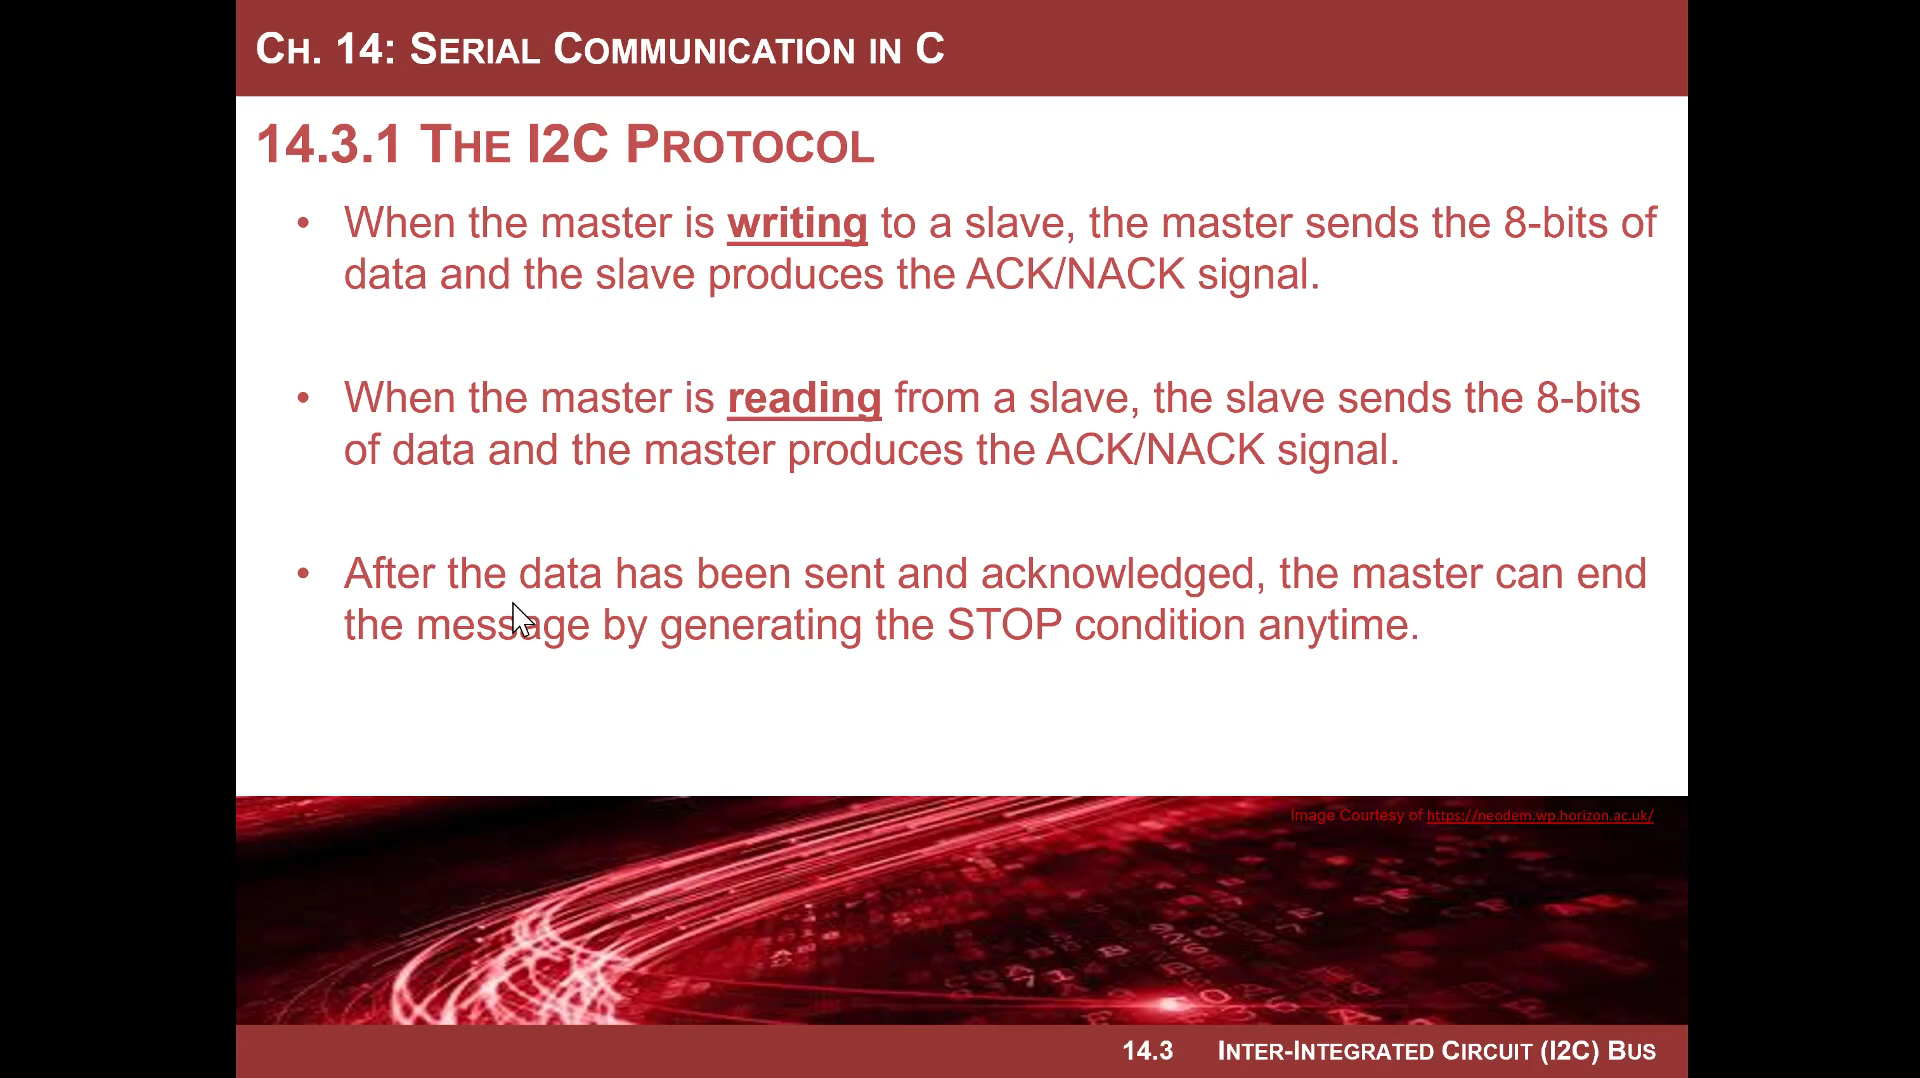 CH. 14: SERIAL COMMUNICATION IN C
14.3.1 THE I2C PROTOCOL
• When the master is writing to a slave, the master sends the 8-bits of
data and the slave produces the ACK/NACK signal.
• When the master is reading from a slave, the slave sends the 8-bits
of data and the master produces the ACK/NACK signal.
• After the data has been sent and acknowledged, the master can end
the message by generating the STOP condition anytime.
Image Courtesy of https://neodem.wp.horizon.ac.uk/
14.3 INTER-INTEGRATED CIRCUIT (I2C) BUS